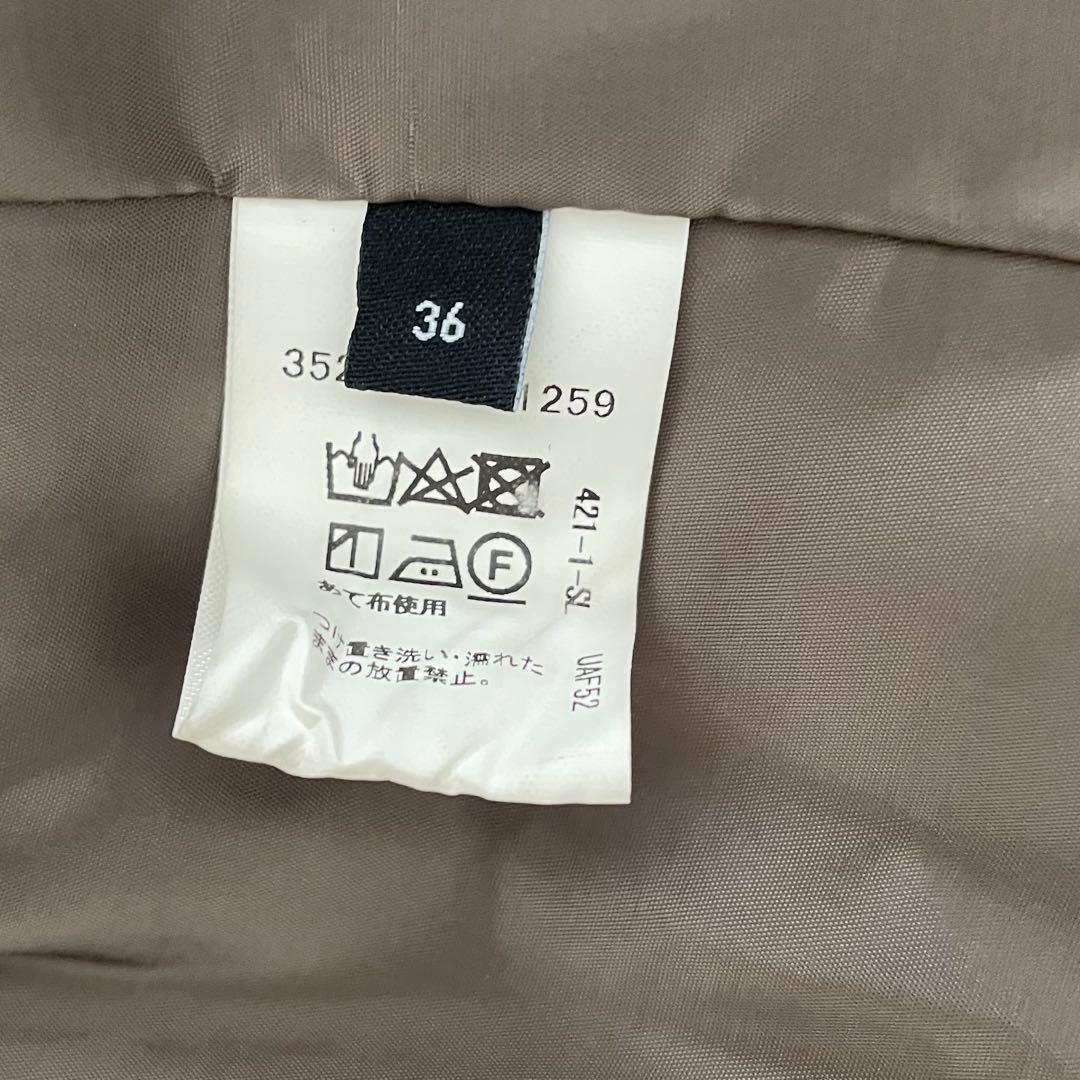 36
352
1259
F
あて布使用
つけ置き洗い・濡れた
ままの放置禁止。
421-1-SL UAF52